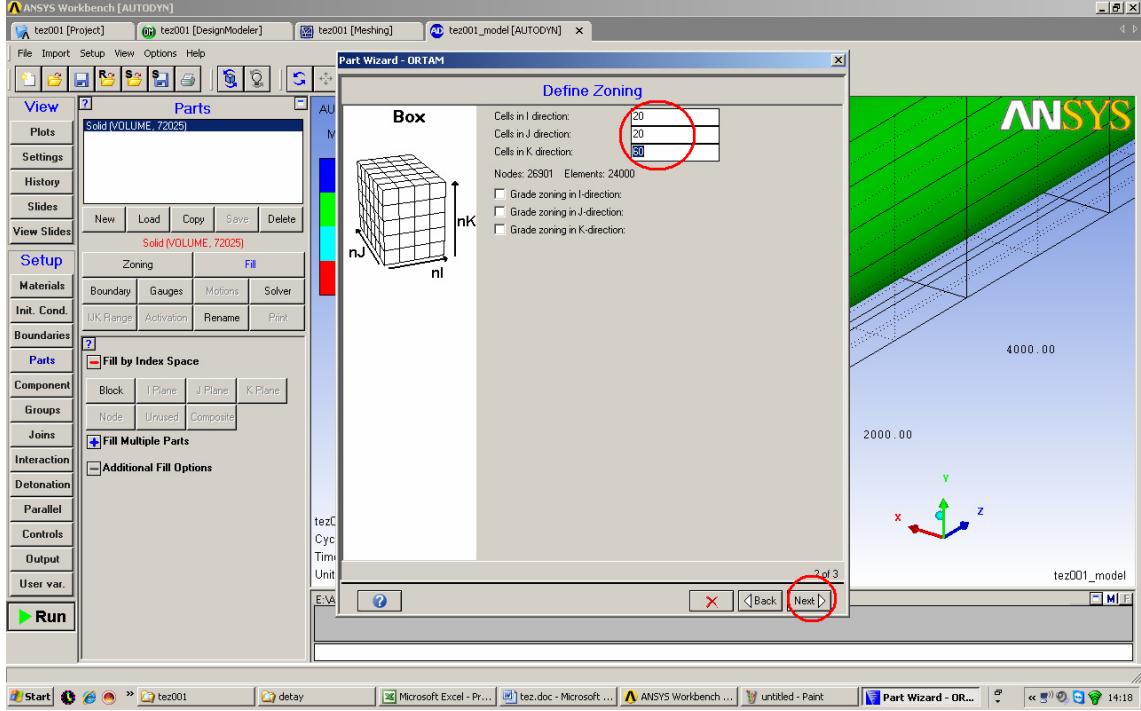 ANSYS Workbench [AUTODYN]
tez001 [Project]
tez001 [DesignModeler]
tez001 [Meshing]
tez001_model [AUTODYN]
File Import Setup View Options Help
View
Plots
Settings
History
Slides
View Slides
Setup
Materials
Init. Cond.
Boundaries
Parts
Component
Groups
Joins
Interaction
Detonation
Parallel
Controls
Output
User var.
Run
Parts
Solid (VOLUME, 72025)
New Load Copy Save Delete
Solid (VOLUME, 72025)
Zoning Fill
Boundary Gauges Motions Solver
IJK Range Activation Rename Print
Fill by Index Space
Block I Plane J Plane K Plane
Node Unused Composite
Fill Multiple Parts
Additional Fill Options
Part Wizard - ORTAM
Define Zoning
Box
nK
nJ
nI
Cells in I direction: 20
Cells in J direction: 20
Cells in K direction: 60
Nodes: 26901 Elements: 24000
Grade zoning in I-direction:
Grade zoning in J-direction:
Grade zoning in K-direction:
2 of 3
Back Next
AU
M
tez0
Cyc
Tim
Unit
E:\A
ANSYS
4000.00
2000.00
Y
X
Z
tez001_model
M
Start
tez001
detay
Microsoft Excel - Pr...
tez.doc - Microsoft ...
ANSYS Workbench ...
untitled - Paint
Part Wizard - OR...
14:18